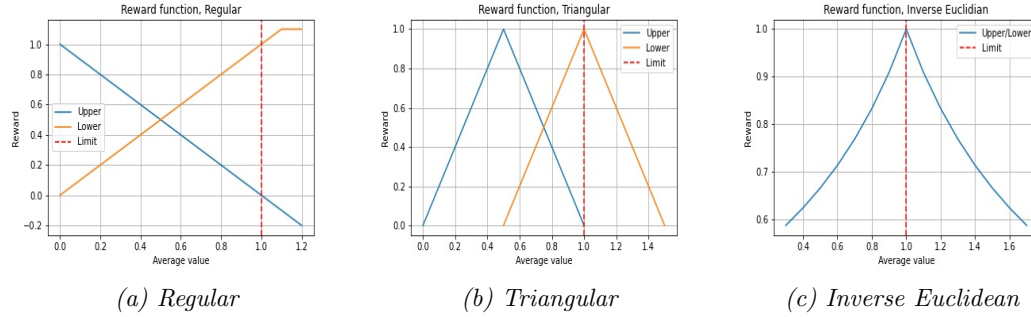 Reward function, Regular
1.0
0.8
0.6
0.4
0.2
0.0
−0.2
Reward
Upper
Lower
Limit
0.0 0.2 0.4 0.6 0.8 1.0 1.2
Average value
(a) Regular
Reward function, Triangular
1.0
0.8
0.6
0.4
0.2
0.0
Reward
Upper
Lower
Limit
0.0 0.2 0.4 0.6 0.8 1.0 1.2 1.4
Average value
(b) Triangular
Reward function, Inverse Euclidian
1.0
0.9
0.8
0.7
0.6
Reward
Upper/Lower
Limit
0.4 0.6 0.8 1.0 1.2 1.4 1.6
Average value
(c) Inverse Euclidean